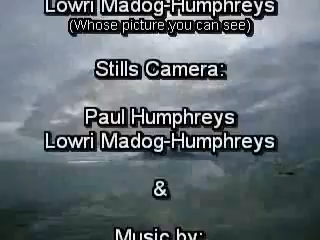 Lowri Madog-Humphreys
(Whose picture you can see)
Stills Camera:
Paul Humphreys
Lowri Madog-Humphreys
&
Music by: